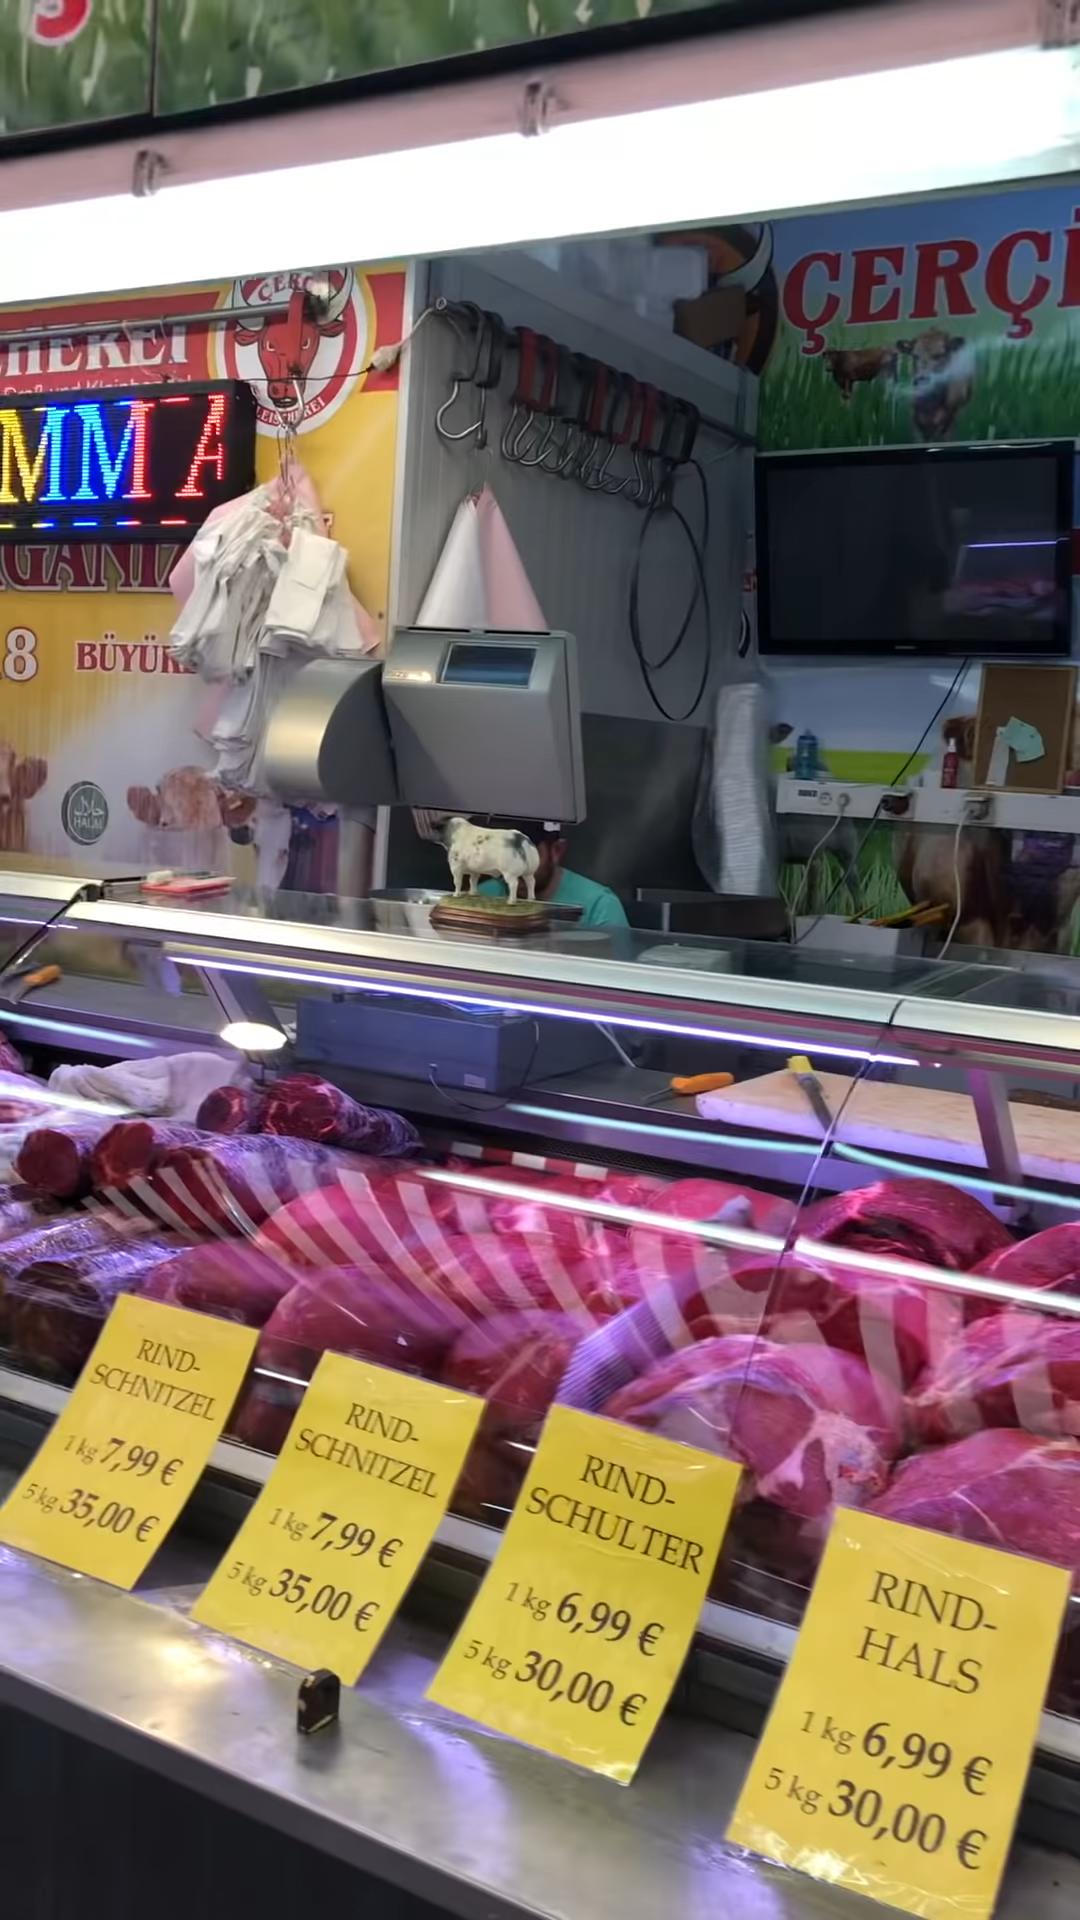 ÇERÇİ
MMA
18
BÜYÜK
حلال
HALAL
RIND-
SCHNITZEL
1 kg 7,99 €
5 kg 35,00 €
RIND-
SCHNITZEL
1 kg 7,99 €
5 kg 35,00 €
RIND-
SCHULTER
1 kg 6,99 €
5 kg 30,00 €
RIND-
HALS
1 kg 6,99 €
5 kg 30,00 €